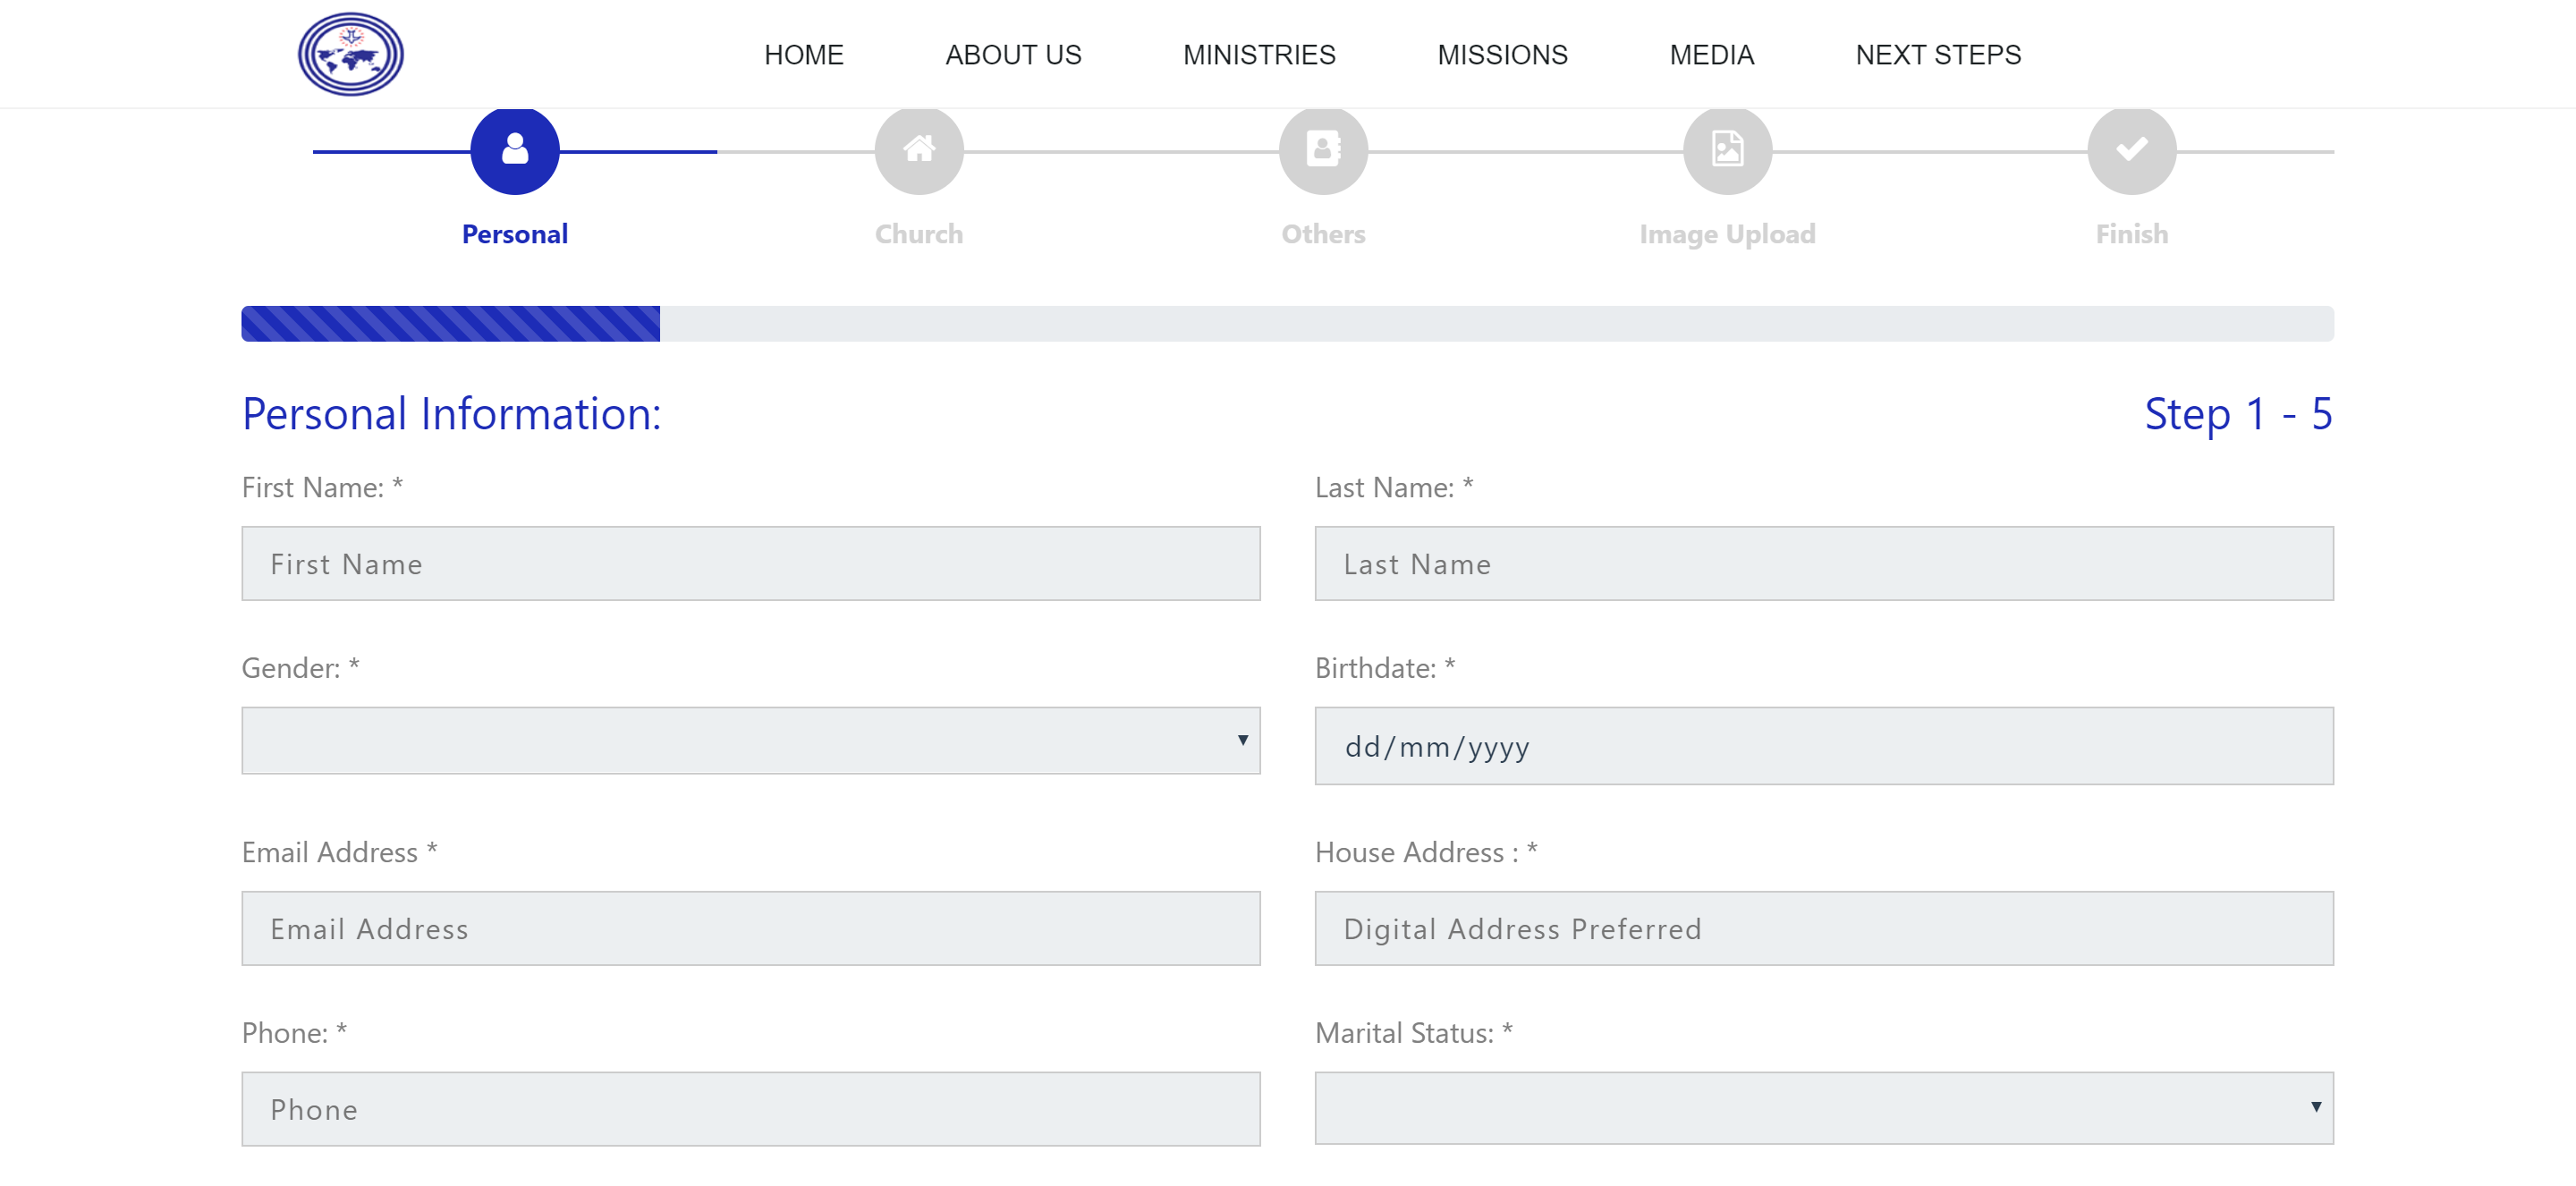 HOME ABOUT US MINISTRIES MISSIONS MEDIA NEXT STEPS
Personal Church Others Image Upload Finish
Personal Information: Step 1 - 5
First Name: * Last Name: *
First Name Last Name
Gender: * Birthdate: *
dd/mm/yyyy
Email Address * House Address : *
Email Address Digital Address Preferred
Phone: * Marital Status: *
Phone